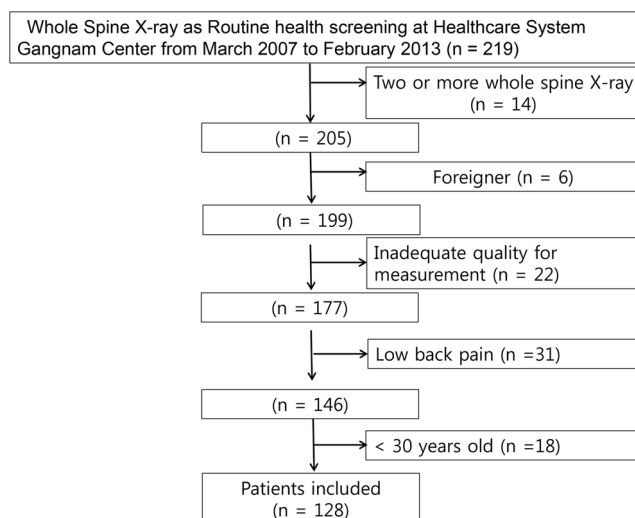 Whole Spine X-ray as Routine health screening at Healthcare System
Gangnam Center from March 2007 to February 2013 (n = 219)
Two or more whole spine X-ray
(n = 14)
(n = 205)
Foreigner (n = 6)
(n = 199)
Inadequate quality for
measurement (n = 22)
(n = 177)
Low back pain (n =31)
(n = 146)
< 30 years old (n =18)
Patients included
(n = 128)